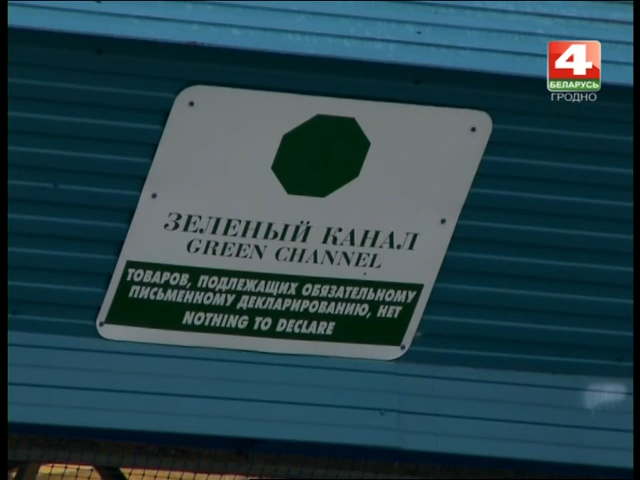 4
БЕЛАРУСЬ
ГРОДНО
ЗЕЛЕНЫЙ КАНАЛ
GREEN CHANNEL
ТОВАРОВ, ПОДЛЕЖАЩИХ ОБЯЗАТЕЛЬНОМУ
ПИСЬМЕННОМУ ДЕКЛАРИРОВАНИЮ, НЕТ
NOTHING TO DECLARE